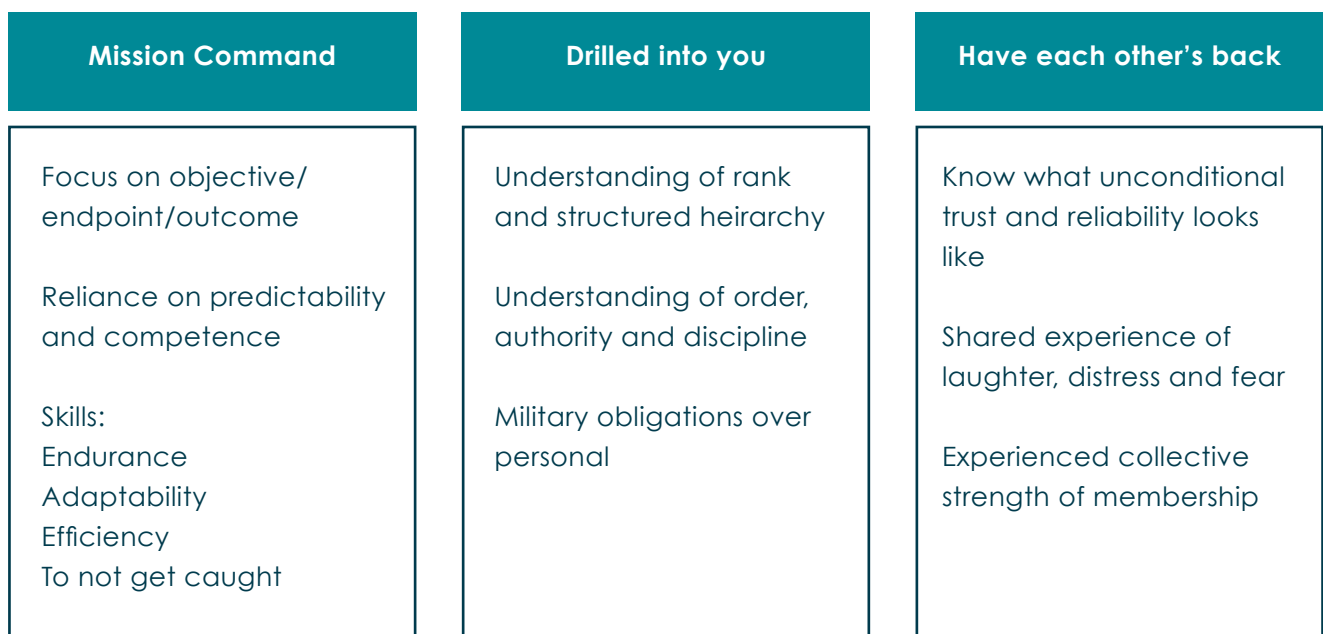 Mission Command
Focus on objective/
endpoint/outcome
Reliance on predictability
and competence
Skills:
Endurance
Adaptability
Efficiency
To not get caught
Drilled into you
Understanding of rank
and structured heirarchy
Understanding of order,
authority and discipline
Military obligations over
personal
Have each other’s back
Know what unconditional
trust and reliability looks
like
Shared experience of
laughter, distress and fear
Experienced collective
strength of membership